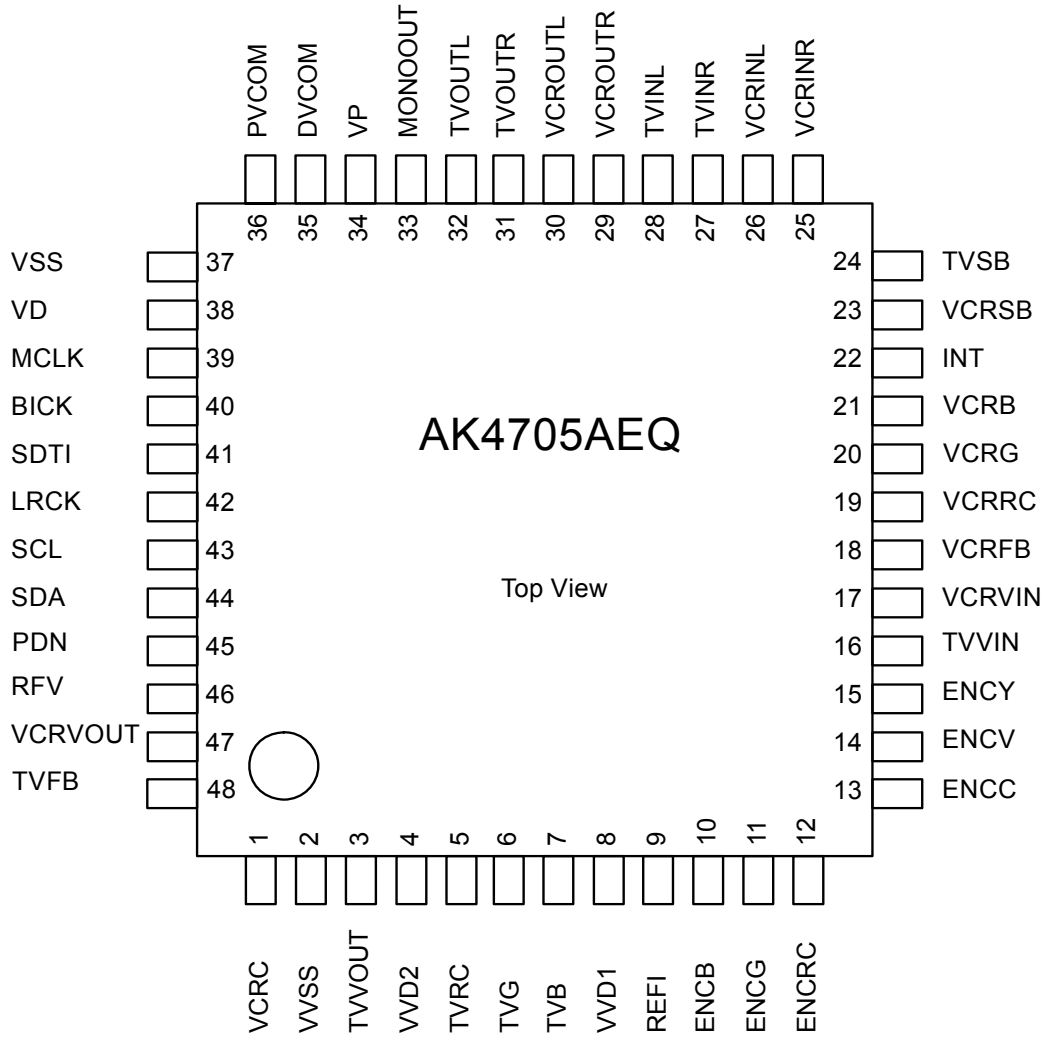 PVCOM
DVCOM
VP
MONOOUT
TVOUTL
TVOUTR
VCROUTL
VCROUTR
TVINL
TVINR
VCRINL
VCRINR
36
35
34
33
32
31
30
29
28
27
26
25
VSS 37
VD 38
MCLK 39
BICK 40
SDTI 41
LRCK 42
SCL 43
SDA 44
PDN 45
RFV 46
VCRVOUT 47
TVFB 48
AK4705AEQ
Top View
24 TVSB
23 VCRSB
22 INT
21 VCRB
20 VCRG
19 VCRRC
18 VCRFB
17 VCRVIN
16 TVVIN
15 ENCY
14 ENCV
13 ENCC
1
2
3
4
5
6
7
8
9
10
11
12
VCRC
VVSS
TVVOUT
VVD2
TVRC
TVG
TVB
VVD1
REFI
ENCB
ENCG
ENCRC